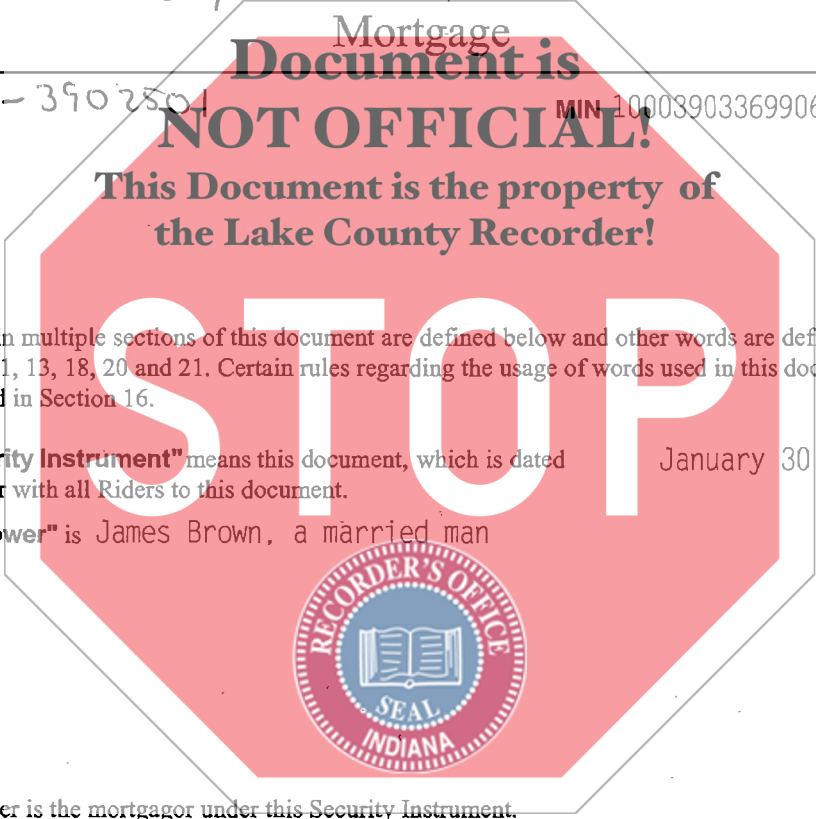 Mortgage
Document is
- 3902501
MIN 10003903369906
NOT OFFICIAL!
This Document is the property of
the Lake County Recorder!
STOP
in multiple sections of this document are defined below and other words are def
1, 13, 18, 20 and 21. Certain rules regarding the usage of words used in this doc
d in Section 16.
rity Instrument" means this document, which is dated January 30
r with all Riders to this document.
ower" is James Brown, a married man
RECORDER'S OFFICE
SEAL
INDIANA
er is the mortgagor under this Security Instrument.